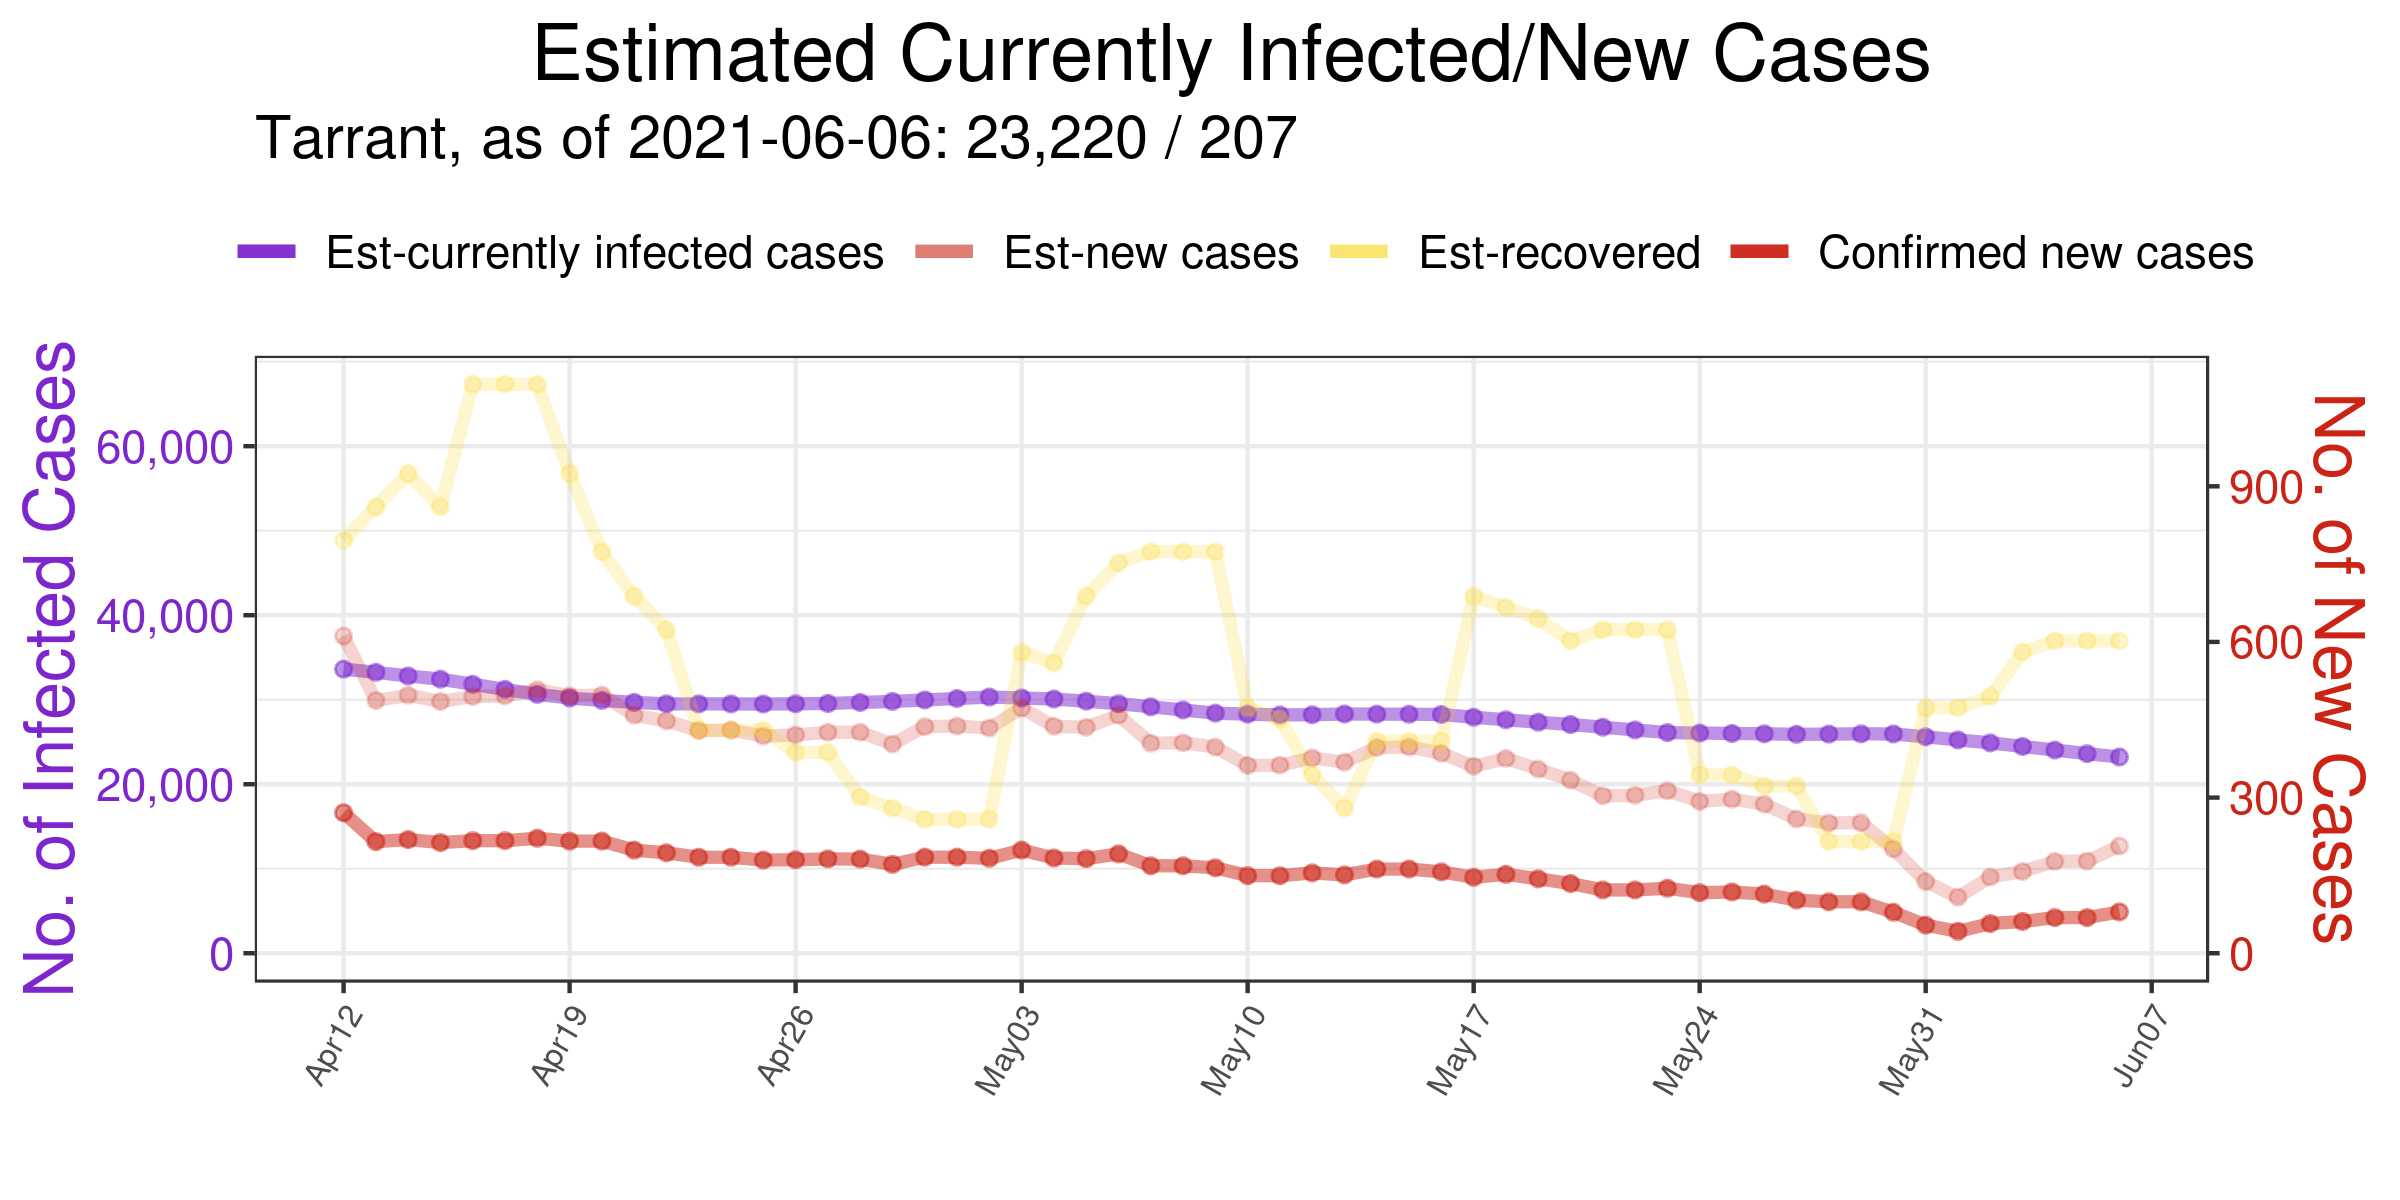 Estimated Currently Infected/New Cases
Tarrant, as of 2021-06-06: 23,220 / 207
Est-currently infected cases Est-new cases Est-recovered Confirmed new cases
No. of Infected Cases
60,000
40,000
20,000
0
900
600
300
0
No. of New Cases
Apr12 Apr19 Apr26 May03 May10 May17 May24 May31 Jun07